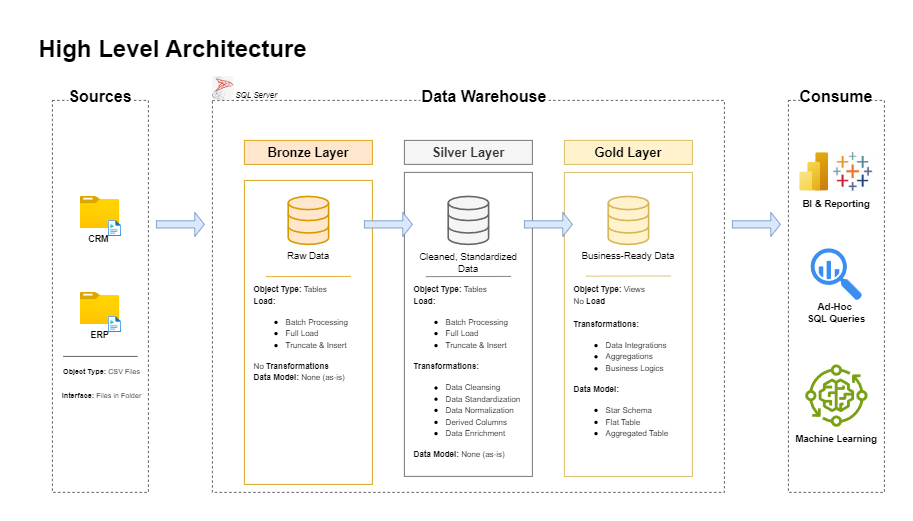 High Level Architecture
Sources
CRM
ERP
Object Type: CSV Files
Interface: Files in Folder
SQL Server
Data Warehouse
Bronze Layer
Raw Data
Object Type: Tables
Load:
Batch Processing
Full Load
Truncate & Insert
No Transformations
Data Model: None (as-is)
Silver Layer
Cleaned, Standardized
Data
Object Type: Tables
Load:
Batch Processing
Full Load
Truncate & Insert
Transformations:
Data Cleansing
Data Standardization
Data Normalization
Derived Columns
Data Enrichment
Data Model: None (as-is)
Gold Layer
Business-Ready Data
Object Type: Views
No Load
Transformations:
Data Integrations
Aggregations
Business Logics
Data Model:
Star Schema
Flat Table
Aggregated Table
Consume
BI & Reporting
Ad-Hoc
SQL Queries
Machine Learning